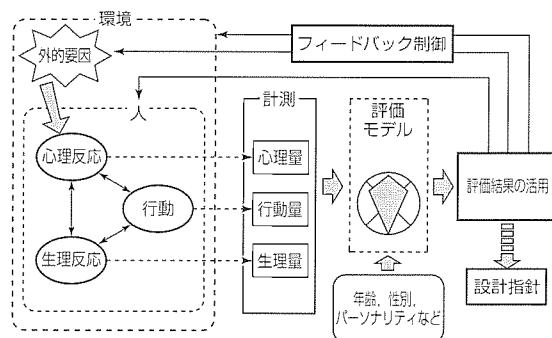 環境
外的要因
フィードバック制御
人
計測
評価
モデル
心理反応
心理量
行動
行動量
評価結果の活用
生理反応
生理量
年齢，性別，
パーソナリティなど
設計指針